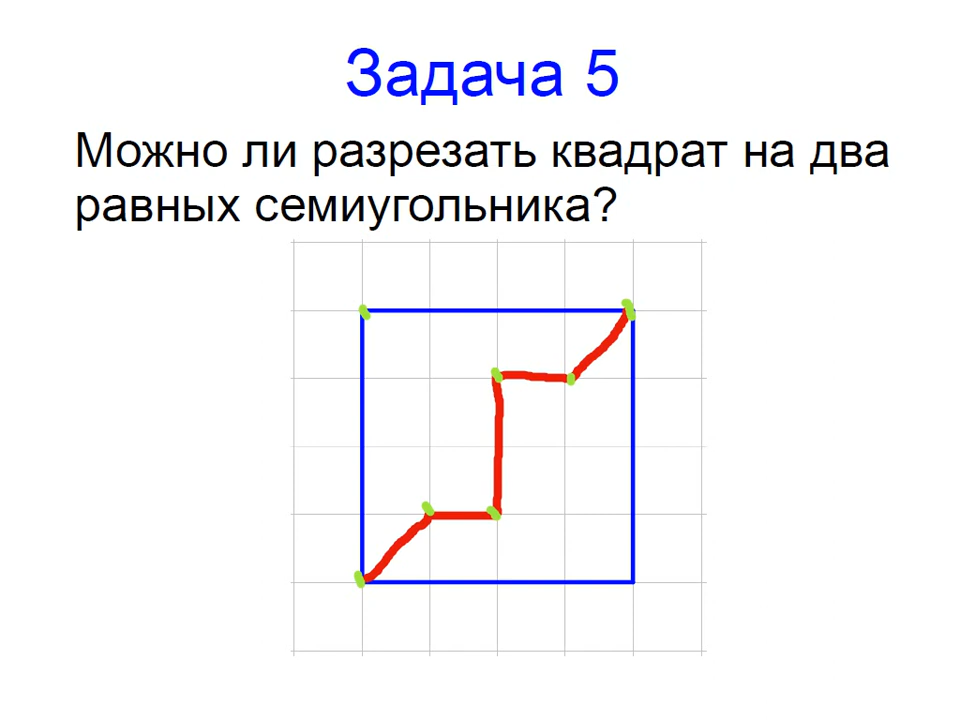 Задача 5
Можно ли разрезать квадрат на два
равных семиугольника?